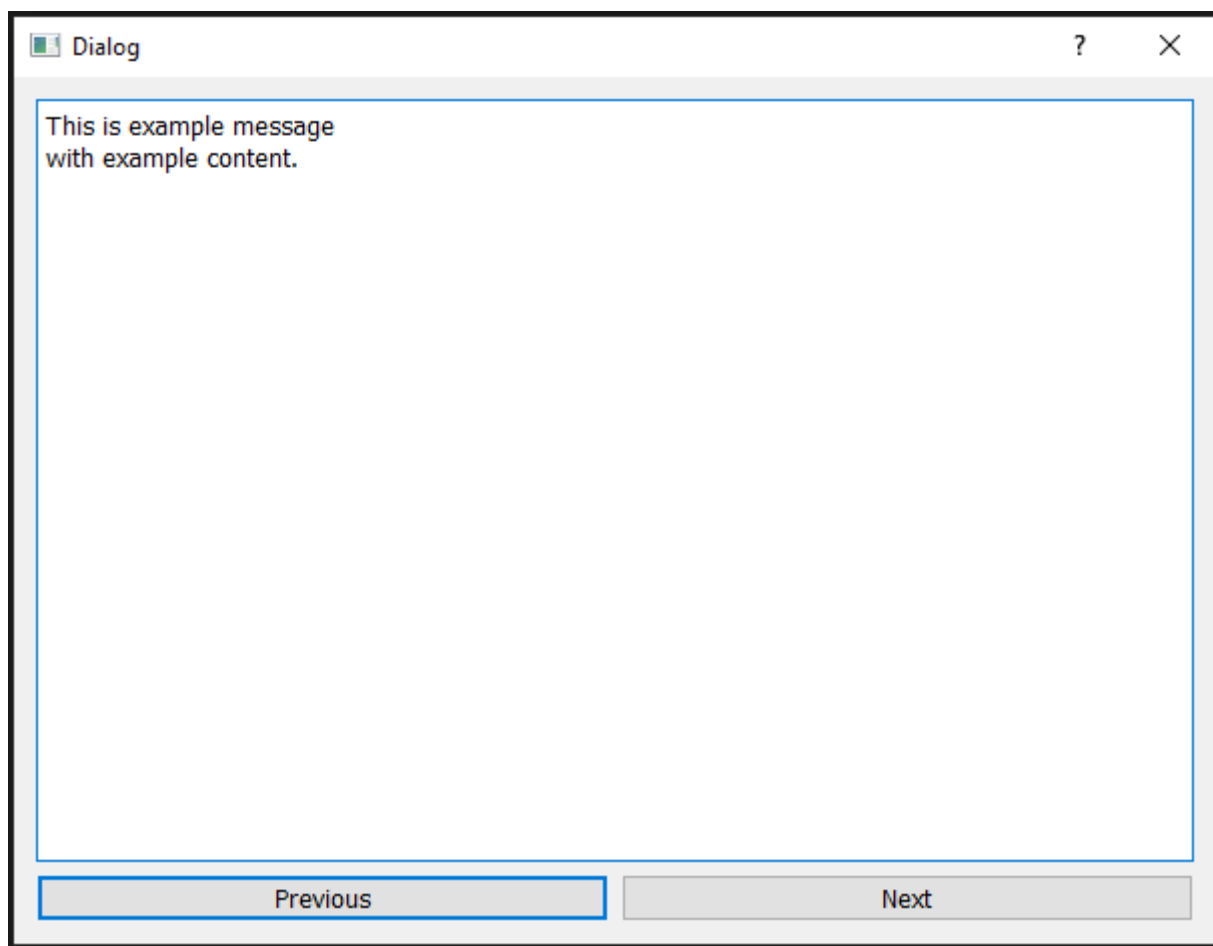 Dialog ?
This is example message
with example content.
Previous Next